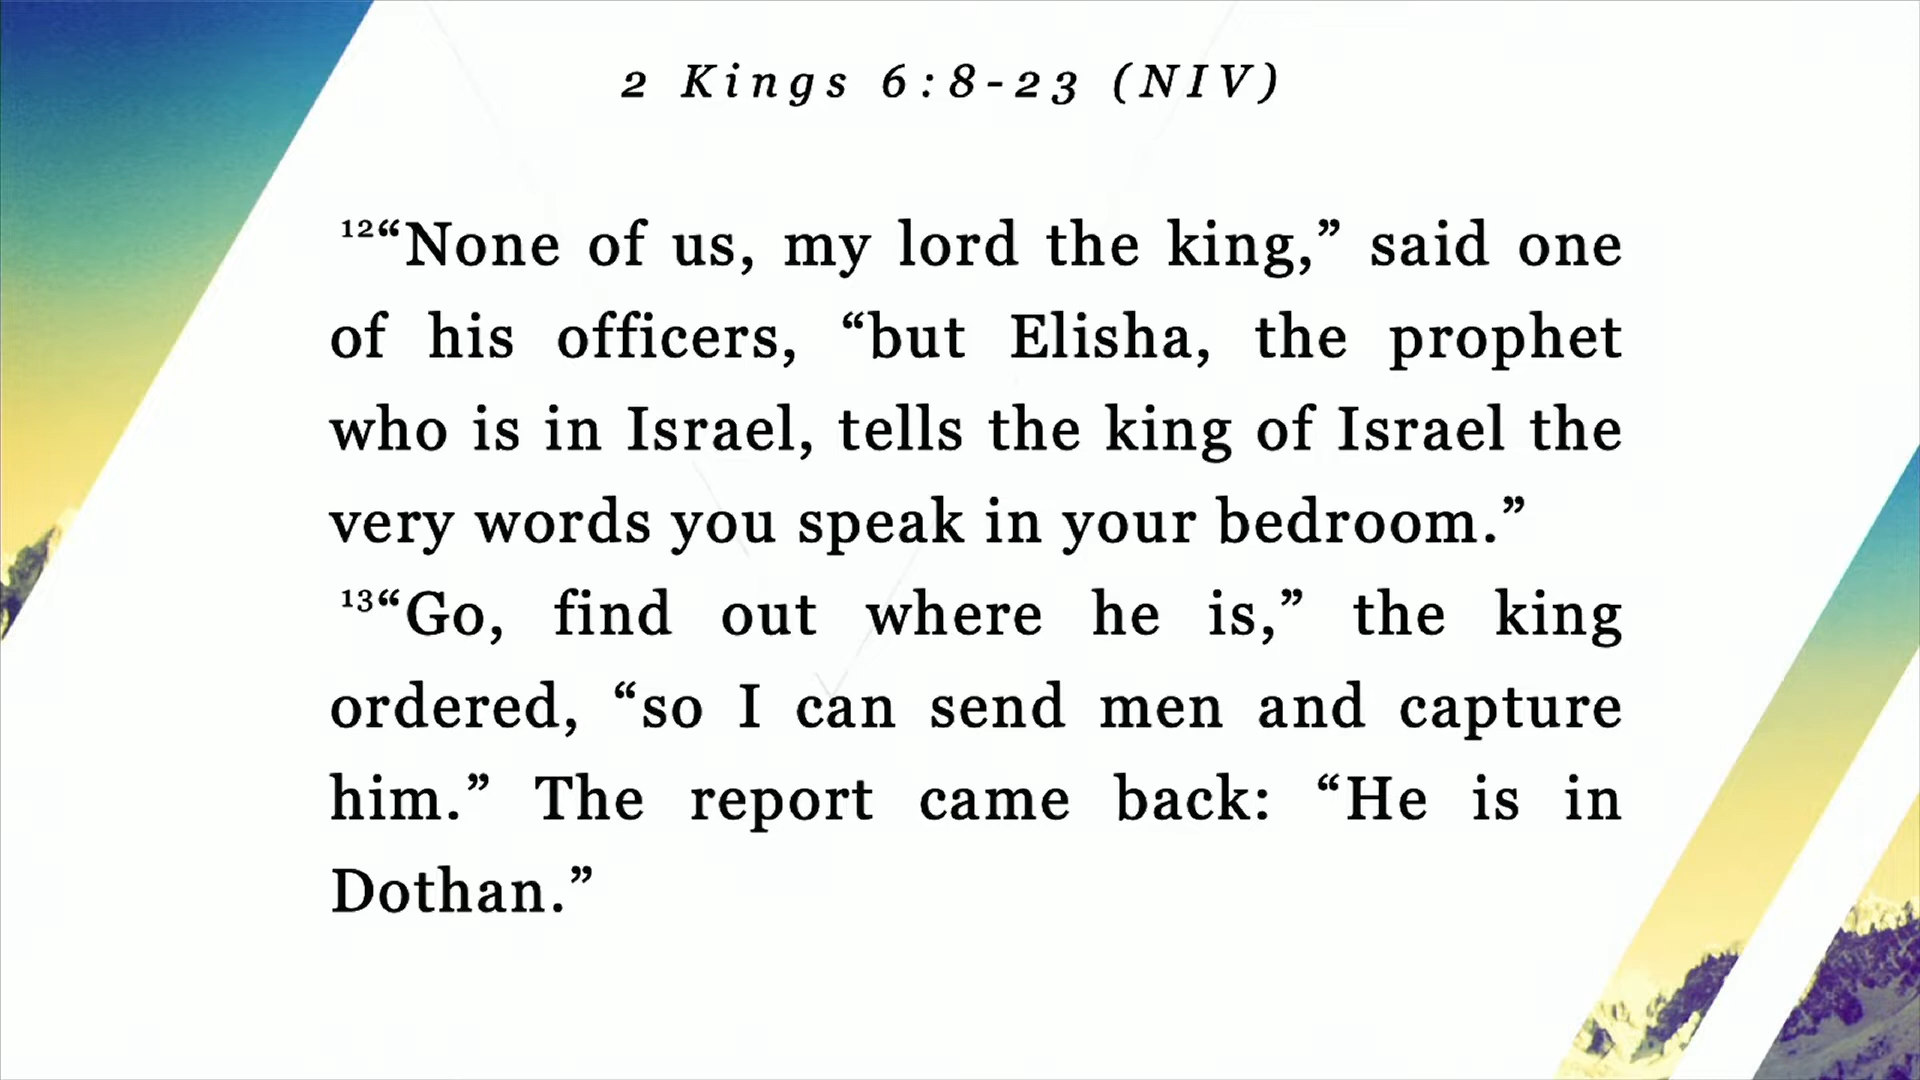 2 Kings 6:8-23 (NIV)
¹²“None of us, my lord the king,” said one
of his officers, “but Elisha, the prophet
who is in Israel, tells the king of Israel the
very words you speak in your bedroom.”
¹³“Go, find out where he is,” the king
ordered, “so I can send men and capture
him.” The report came back: “He is in
Dothan.”